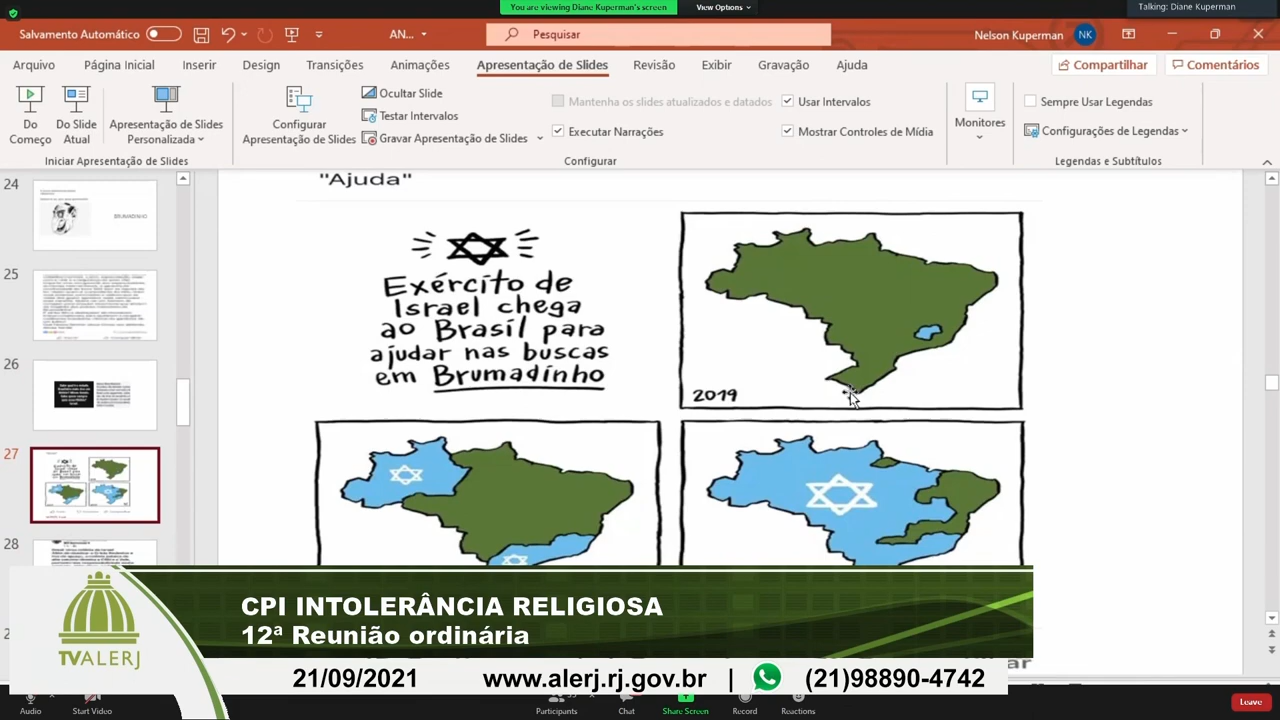 You are viewing Diane Kuperman's screen
View Options
Talking: Diane Kuperman
Salvamento Automático
AN...
Pesquisar
Nelson Kuperman
NK
Arquivo
Página Inicial
Inserir
Design
Transições
Animações
Apresentação de Slides
Revisão
Exibir
Gravação
Ajuda
Compartilhar
Comentários
Do Começo
Do Slide Atual
Apresentação de Slides Personalizada
Iniciar Apresentação de Slides
Configurar Apresentação de Slides
Ocultar Slide
Testar Intervalos
Gravar Apresentação de Slides
Mantenha os slides atualizados e datados
Executar Narrações
Usar Intervalos
Mostrar Controles de Mídia
Configurar
Monitores
Sempre Usar Legendas
Configurações de Legendas
Legendas e Subtítulos
24
BRUMADINHO
25
26
27
28
"Ajuda"
Exército de
Israel chega
ao Brasil para
ajudar nas buscas
em Brumadinho
2019
TVALERJ
CPI INTOLERÂNCIA RELIGIOSA
12ª Reunião ordinária
21/09/2021 www.alerj.rj.gov.br | (21)98890-4742
Audio
Start Video
Participants
Chat
Share Screen
Record
Reactions
Leave